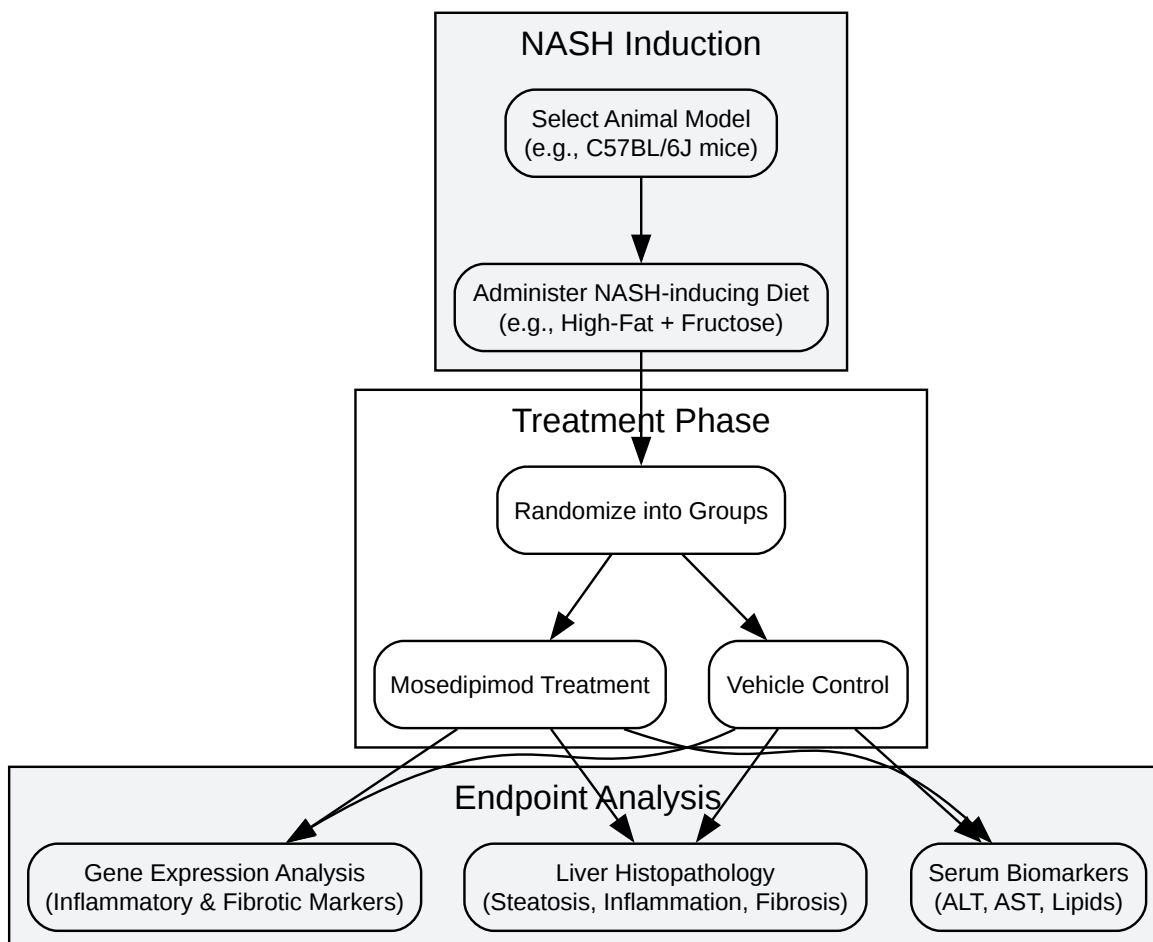 NASH Induction
Select Animal Model
(e.g., C57BL/6J mice)
Administer NASH-inducing Diet
(e.g., High-Fat + Fructose)
Treatment Phase
Randomize into Groups
Mosedipimod Treatment
Vehicle Control
Endpoint Analysis
Gene Expression Analysis
(Inflammatory & Fibrotic Markers)
Liver Histopathology
(Steatosis, Inflammation, Fibrosis)
Serum Biomarkers
(ALT, AST, Lipids)